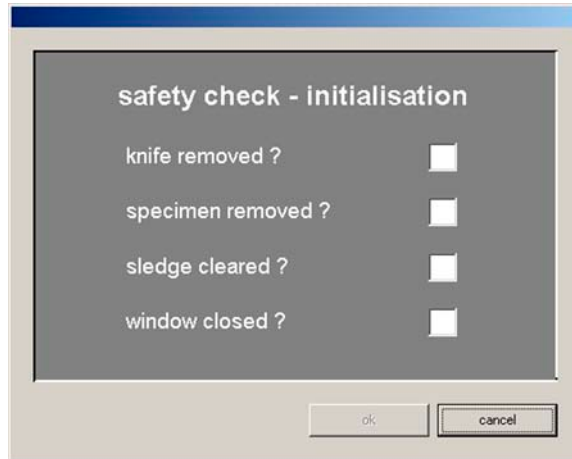 safety check - initialisation
knife removed ?
specimen removed ?
sledge cleared ?
window closed ?
ok
cancel